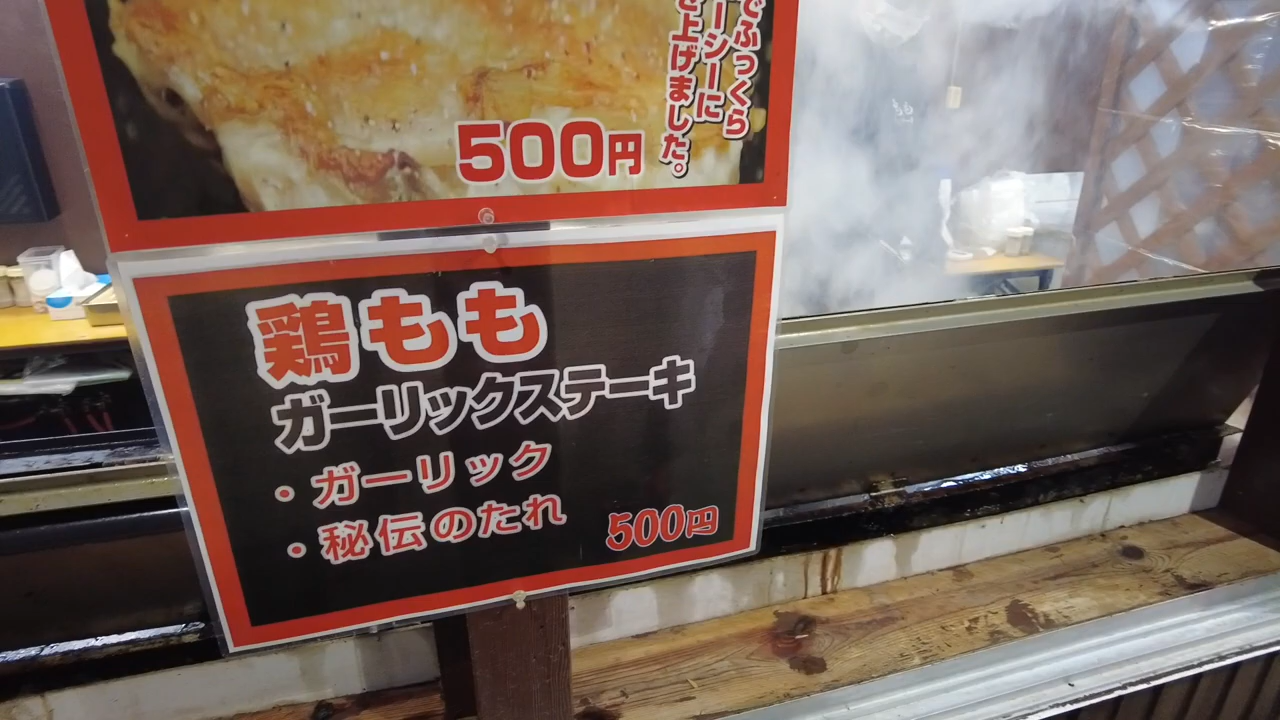 でふっくら
ーシーに
上げました。
500円
鶏もも
ガーリックステーキ
・ガーリック
・秘伝のたれ
500円